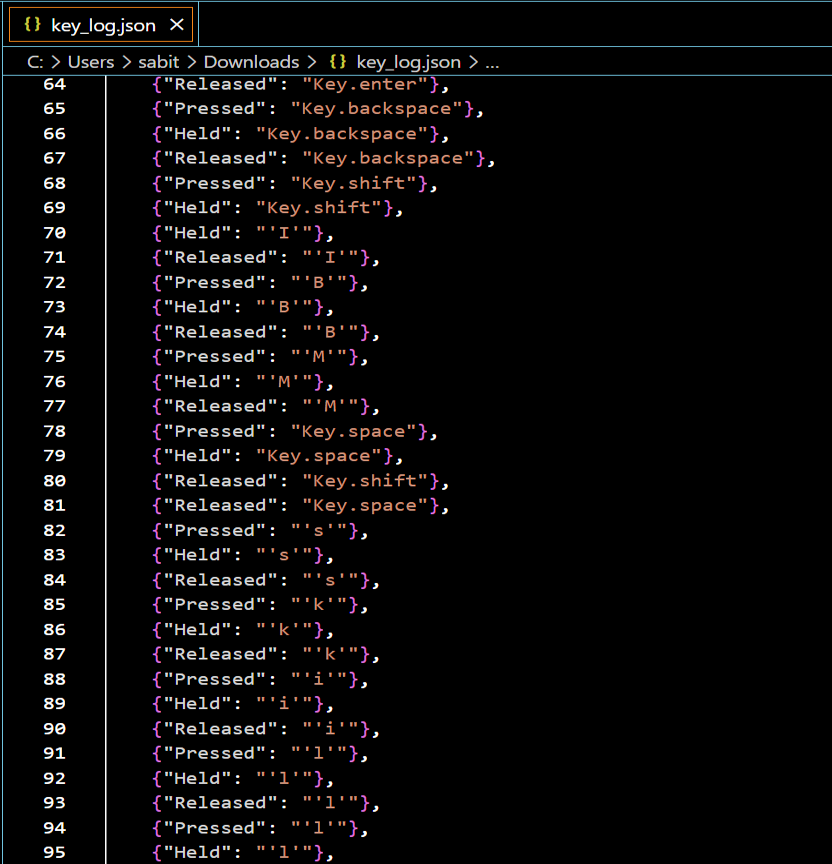 {} key_log.json ×
C: > Users > sabit > Downloads > {} key_log.json > ...
64 {"Released": "Key.enter"},
65 {"Pressed": "Key.backspace"},
66 {"Held": "Key.backspace"},
67 {"Released": "Key.backspace"},
68 {"Pressed": "Key.shift"},
69 {"Held": "Key.shift"},
70 {"Held": "'I'"},
71 {"Released": "'I'"},
72 {"Pressed": "'B'"},
73 {"Held": "'B'"},
74 {"Released": "'B'"},
75 {"Pressed": "'M'"},
76 {"Held": "'M'"},
77 {"Released": "'M'"},
78 {"Pressed": "Key.space"},
79 {"Held": "Key.space"},
80 {"Released": "Key.shift"},
81 {"Released": "Key.space"},
82 {"Pressed": "'s'"},
83 {"Held": "'s'"},
84 {"Released": "'s'"},
85 {"Pressed": "'k'"},
86 {"Held": "'k'"},
87 {"Released": "'k'"},
88 {"Pressed": "'i'"},
89 {"Held": "'i'"},
90 {"Released": "'i'"},
91 {"Pressed": "'l'"},
92 {"Held": "'l'"},
93 {"Released": "'l'"},
94 {"Pressed": "'l'"},
95 {"Held": "'l'"},